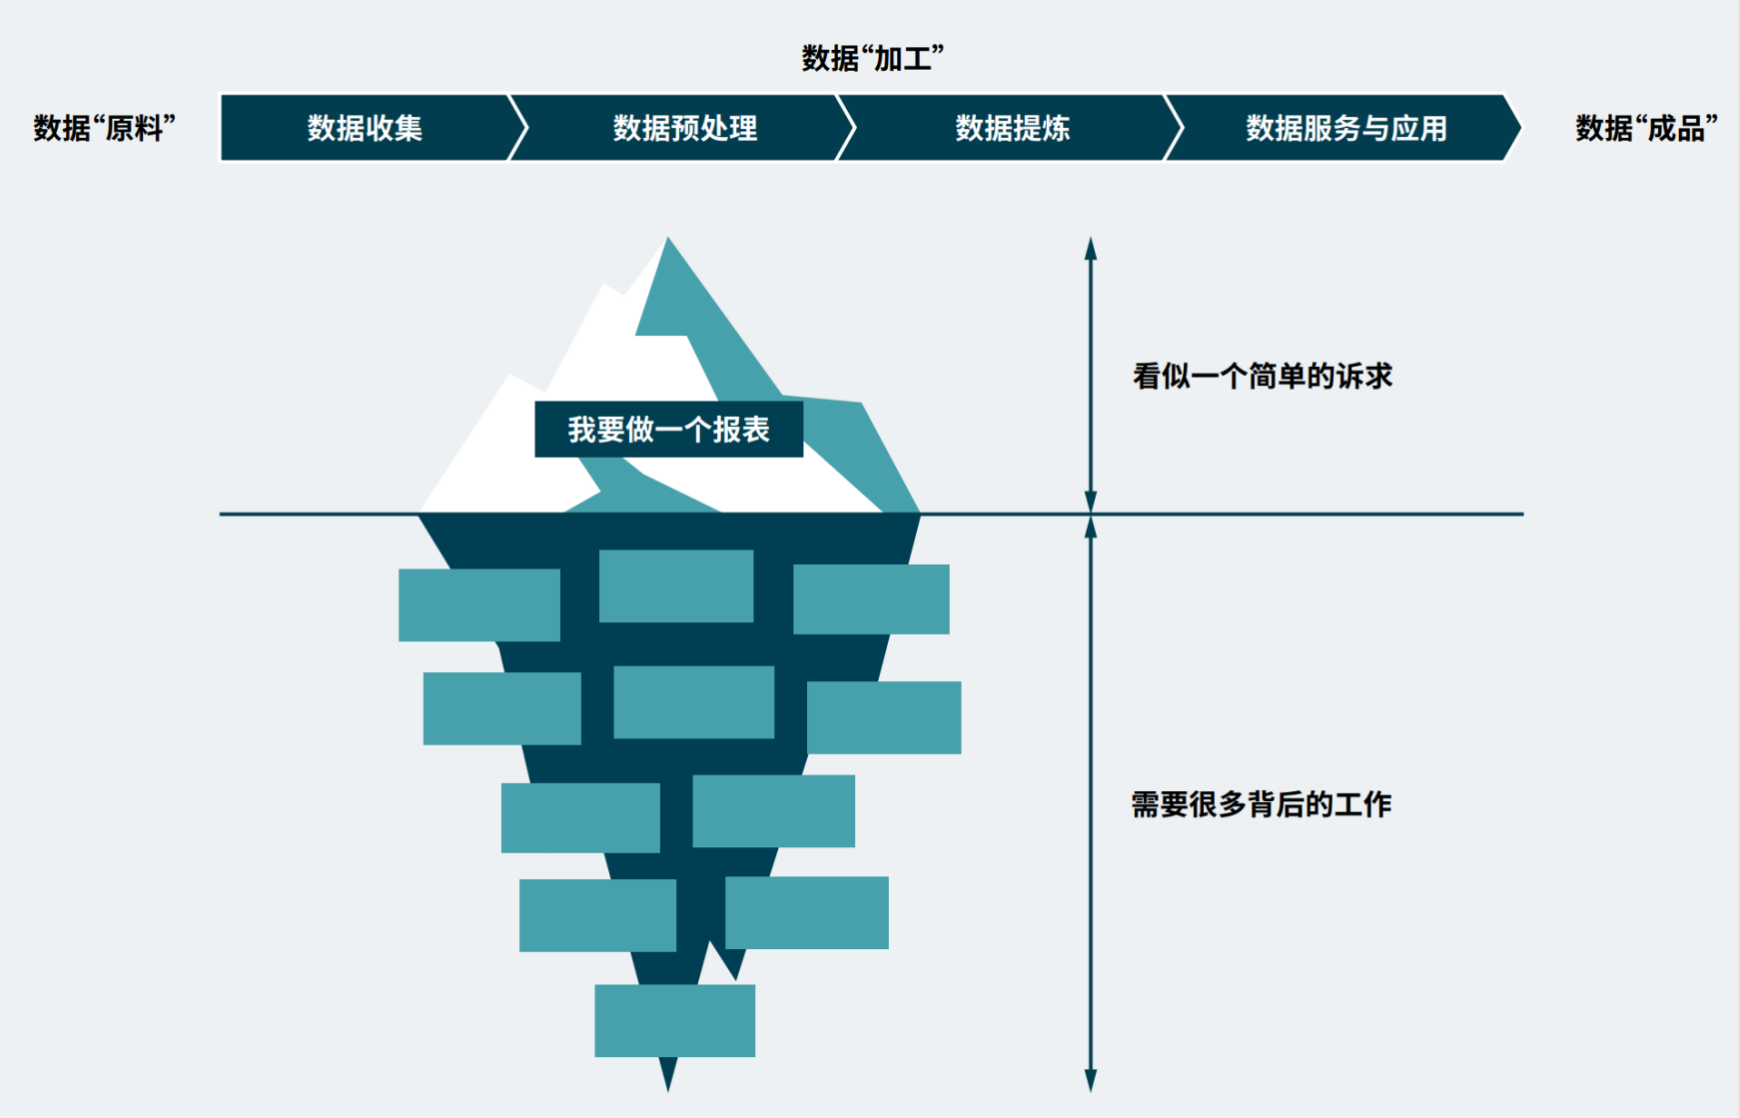 数据“加工”
数据“原料”
数据收集
数据预处理
数据提炼
数据服务与应用
数据“成品”
看似一个简单的诉求
我要做一个报表
需要很多背后的工作